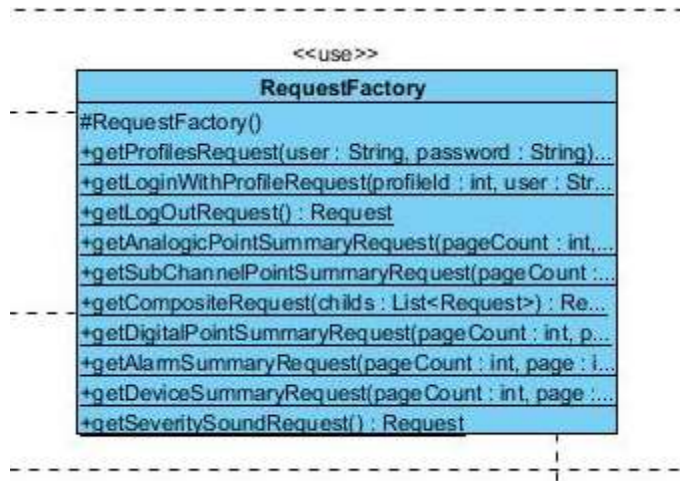 <<use>>
RequestFactory
#RequestFactory()
+getProfilesRequest(user : String, password : String)...
+getLoginWithProfileRequest(profileId : int, user : Str...
+getLogOutRequest() : Request
+getAnalogicPointSummaryRequest(pageCount : int,...
+getSubChannelPointSummaryRequest(pageCount :...
+getCompositeRequest(childs : List<Request>) : Re...
+getDigitalPointSummaryRequest(pageCount : int, p...
+getAlarmSummaryRequest(pageCount : int, page : i...
+getDeviceSummaryRequest(pageCount : int, page :...
+getSeveritySoundRequest() : Request